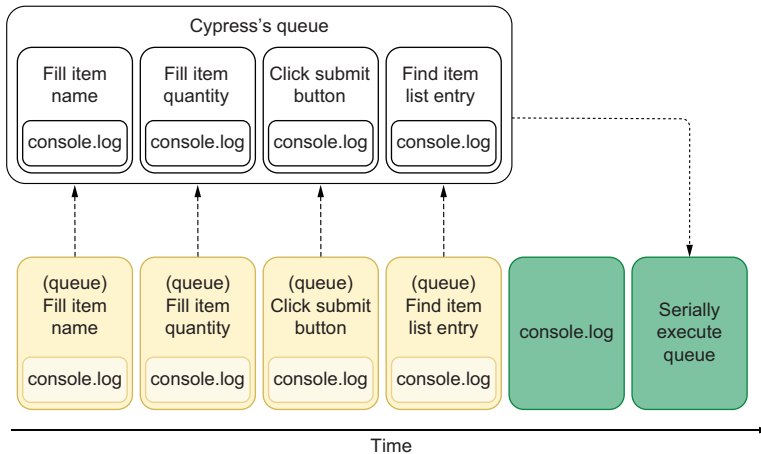 Cypress's queue
Fill item
name
console.log
Fill item
quantity
console.log
Click submit
button
console.log
Find item
list entry
console.log
(queue)
Fill item
name
console.log
(queue)
Fill item
quantity
console.log
(queue)
Click submit
button
console.log
(queue)
Find item
list entry
console.log
console.log
Serially
execute
queue
Time